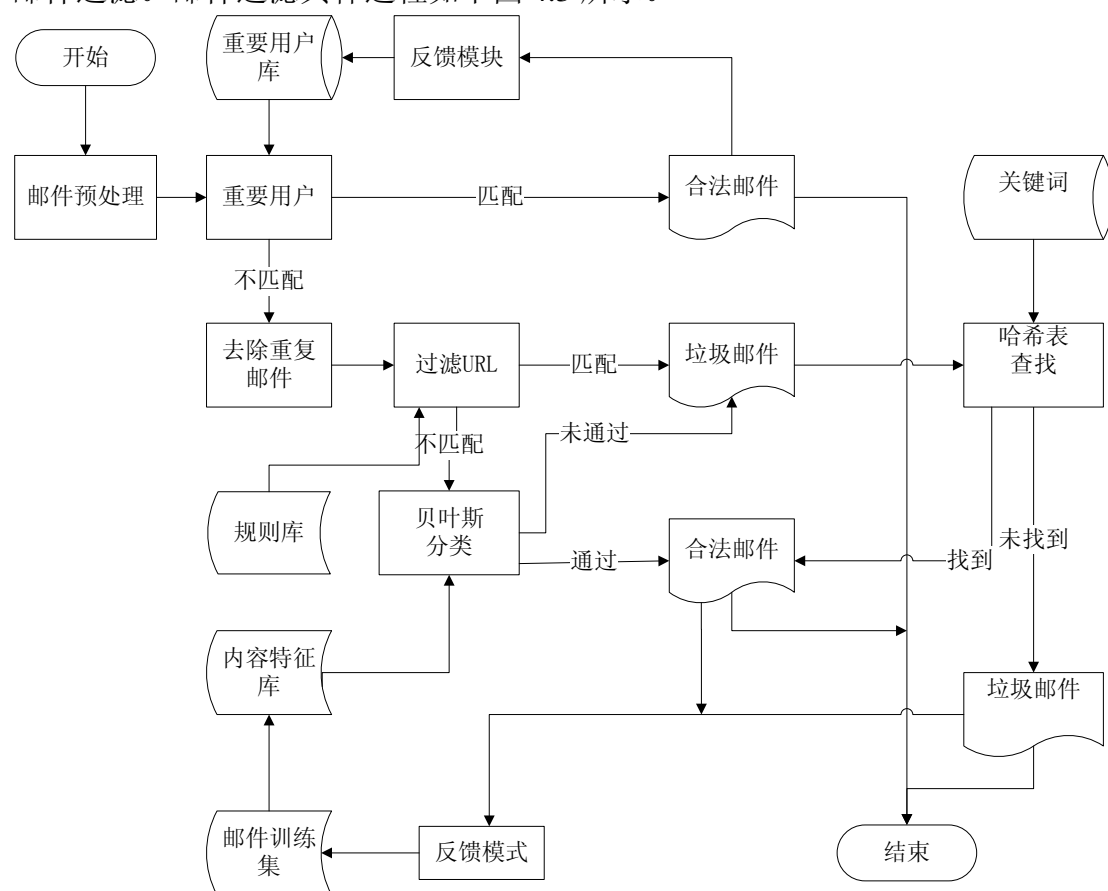 开始
重要用户
库
反馈模块
邮件预处理
重要用户
匹配
合法邮件
关键词
不匹配
去除重复
邮件
过滤URL
匹配
垃圾邮件
哈希表
查找
不匹配
未通过
规则库
贝叶斯
分类
通过
合法邮件
找到
未找到
内容特征
库
垃圾邮件
邮件训练
集
反馈模式
结束